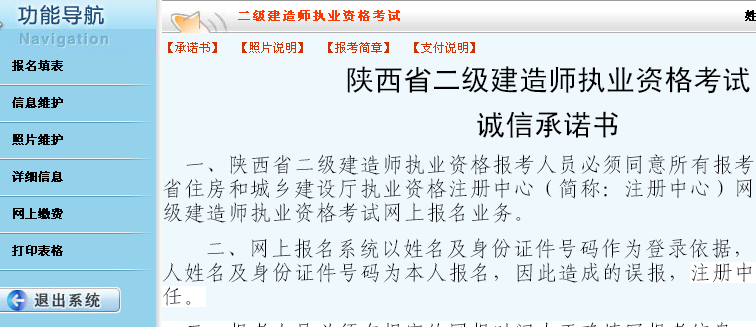 功能导航
Navigation
报名填表
信息维护
照片维护
详细信息
网上缴费
打印表格
退出系统
二级建造师执业资格考试
姓
【承诺书】 【照片说明】 【报考简章】 【支付说明】
陕西省二级建造师执业资格考试
诚信承诺书
一、陕西省二级建造师执业资格报考人员必须同意所有报考
省住房和城乡建设厅执业资格注册中心（简称：注册中心）网
级建造师执业资格考试网上报名业务。
二、网上报名系统以姓名及身份证件号码作为登录依据，
人姓名及身份证件号码为本人报名，因此造成的误报，注册中
任。